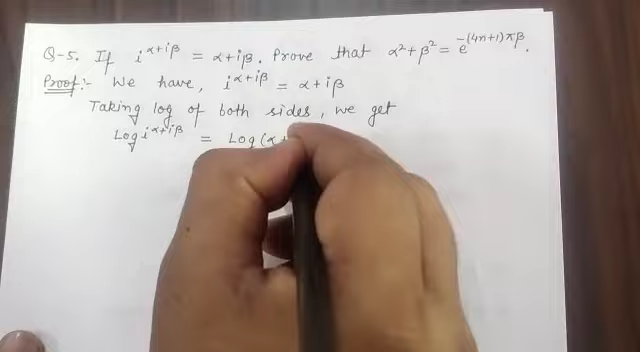 Q-5. If i^α+iβ = α+iβ. Prove that α²+β² = e^-(4n+1)πβ.
Proof:- We have, i^α+iβ = α+iβ
Taking log of both sides, we get
Log i^α+iβ = Log(α+